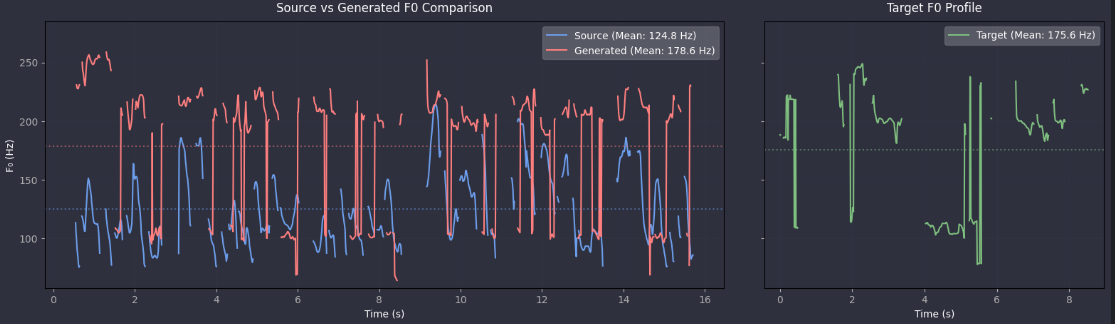 Source vs Generated F0 Comparison
Source (Mean: 124.8 Hz)
Generated (Mean: 178.6 Hz)
F₀ (Hz)
250
200
150
100
0 2 4 6 8 10 12 14 16
Time (s)
Target F0 Profile
Target (Mean: 175.6 Hz)
0 2 4 6 8
Time (s)